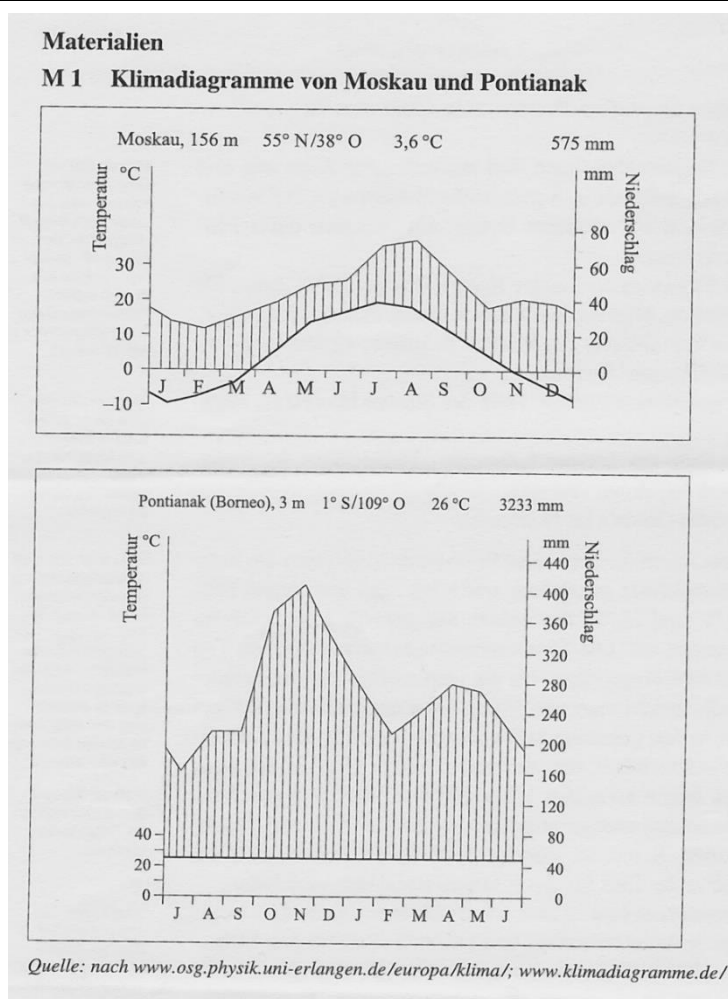 Materialien
M 1 Klimadiagramme von Moskau und Pontianak
Moskau, 156 m 55° N/38° O 3,6 °C 575 mm
Temperatur
°C
30
20
10
0
–10
mm
80
60
40
20
0
Niederschlag
J F M A M J J A S O N D
Pontianak (Borneo), 3 m 1° S/109° O 26 °C 3233 mm
Temperatur
°C
40
20
0
mm
440
400
360
320
280
240
200
160
120
80
40
0
Niederschlag
J A S O N D J F M A M J
Quelle: nach www.osg.physik.uni-erlangen.de/europa/klima/; www.klimadiagramme.de/